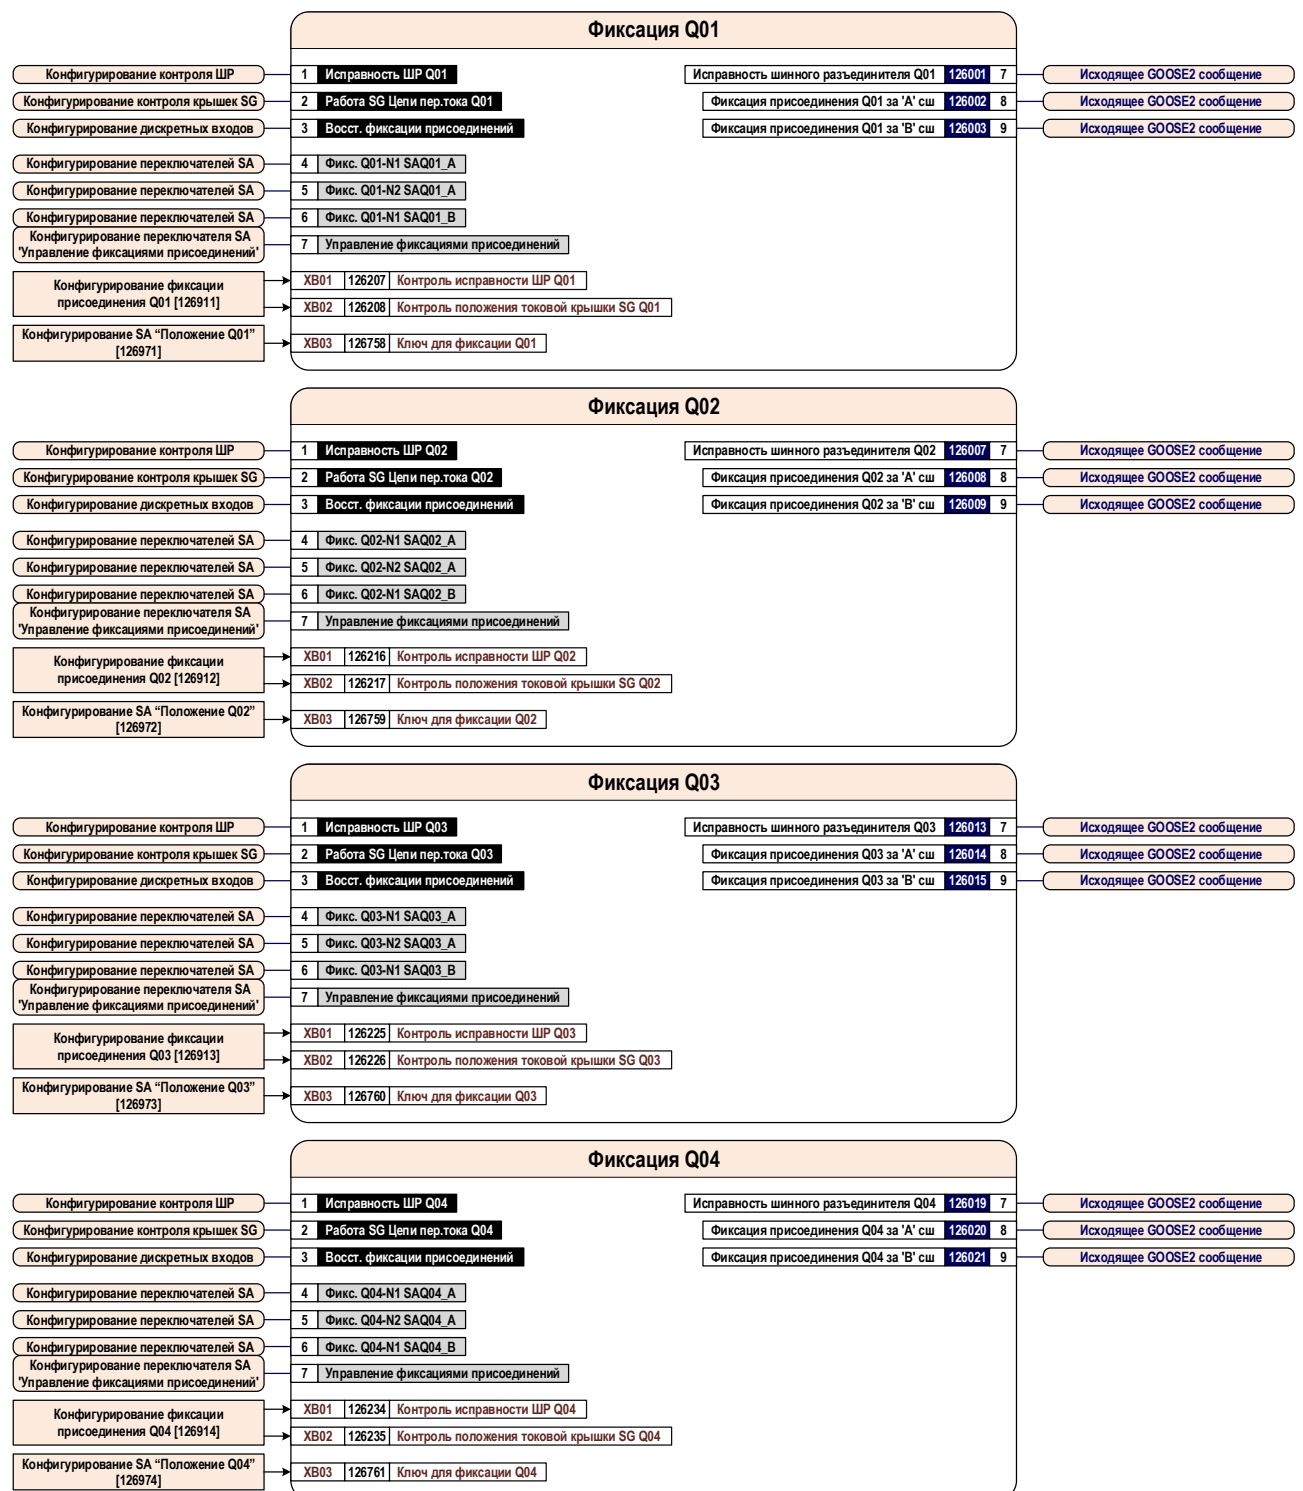 Фиксация Q01
Конфигурирование контроля ШР 1 Исправность ШР Q01 Исправность шинного разъединителя Q01 126001 7 Исходящее GOOSE2 сообщение
Конфигурирование контроля крышек SG 2 Работа SG Цепи пер.тока Q01 Фиксация присоединения Q01 за 'A' сш 126002 8 Исходящее GOOSE2 сообщение
Конфигурирование дискретных входов 3 Восст. фиксации присоединений Фиксация присоединения Q01 за 'B' сш 126003 9 Исходящее GOOSE2 сообщение
Конфигурирование переключателей SA 4 Фикс. Q01-N1 SAQ01_A
Конфигурирование переключателей SA 5 Фикс. Q01-N2 SAQ01_A
Конфигурирование переключателей SA 6 Фикс. Q01-N1 SAQ01_B
Конфигурирование переключателя SA
'Управление фиксациями присоединений' 7 Управление фиксациями присоединений
Конфигурирование фиксации
присоединения Q01 [126911]
XB01 126207 Контроль исправности ШР Q01
XB02 126208 Контроль положения токовой крышки SG Q01
Конфигурирование SA “Положение Q01”
[126971]
XB03 126758 Ключ для фиксации Q01
Фиксация Q02
Конфигурирование контроля ШР 1 Исправность ШР Q02 Исправность шинного разъединителя Q02 126007 7 Исходящее GOOSE2 сообщение
Конфигурирование контроля крышек SG 2 Работа SG Цепи пер.тока Q02 Фиксация присоединения Q02 за 'A' сш 126008 8 Исходящее GOOSE2 сообщение
Конфигурирование дискретных входов 3 Восст. фиксации присоединений Фиксация присоединения Q02 за 'B' сш 126009 9 Исходящее GOOSE2 сообщение
Конфигурирование переключателей SA 4 Фикс. Q02-N1 SAQ02_A
Конфигурирование переключателей SA 5 Фикс. Q02-N2 SAQ02_A
Конфигурирование переключателей SA 6 Фикс. Q02-N1 SAQ02_B
Конфигурирование переключателя SA
'Управление фиксациями присоединений' 7 Управление фиксациями присоединений
Конфигурирование фиксации
присоединения Q02 [126912]
XB01 126216 Контроль исправности ШР Q02
XB02 126217 Контроль положения токовой крышки SG Q02
Конфигурирование SA “Положение Q02”
[126972]
XB03 126759 Ключ для фиксации Q02
Фиксация Q03
Конфигурирование контроля ШР 1 Исправность ШР Q03 Исправность шинного разъединителя Q03 126013 7 Исходящее GOOSE2 сообщение
Конфигурирование контроля крышек SG 2 Работа SG Цепи пер.тока Q03 Фиксация присоединения Q03 за 'A' сш 126014 8 Исходящее GOOSE2 сообщение
Конфигурирование дискретных входов 3 Восст. фиксации присоединений Фиксация присоединения Q03 за 'B' сш 126015 9 Исходящее GOOSE2 сообщение
Конфигурирование переключателей SA 4 Фикс. Q03-N1 SAQ03_A
Конфигурирование переключателей SA 5 Фикс. Q03-N2 SAQ03_A
Конфигурирование переключателей SA 6 Фикс. Q03-N1 SAQ03_B
Конфигурирование переключателя SA
'Управление фиксациями присоединений' 7 Управление фиксациями присоединений
Конфигурирование фиксации
присоединения Q03 [126913]
XB01 126225 Контроль исправности ШР Q03
XB02 126226 Контроль положения токовой крышки SG Q03
Конфигурирование SA “Положение Q03”
[126973]
XB03 126760 Ключ для фиксации Q03
Фиксация Q04
Конфигурирование контроля ШР 1 Исправность ШР Q04 Исправность шинного разъединителя Q04 126019 7 Исходящее GOOSE2 сообщение
Конфигурирование контроля крышек SG 2 Работа SG Цепи пер.тока Q04 Фиксация присоединения Q04 за 'A' сш 126020 8 Исходящее GOOSE2 сообщение
Конфигурирование дискретных входов 3 Восст. фиксации присоединений Фиксация присоединения Q04 за 'B' сш 126021 9 Исходящее GOOSE2 сообщение
Конфигурирование переключателей SA 4 Фикс. Q04-N1 SAQ04_A
Конфигурирование переключателей SA 5 Фикс. Q04-N2 SAQ04_A
Конфигурирование переключателей SA 6 Фикс. Q04-N1 SAQ04_B
Конфигурирование переключателя SA
'Управление фиксациями присоединений' 7 Управление фиксациями присоединений
Конфигурирование фиксации
присоединения Q04 [126914]
XB01 126234 Контроль исправности ШР Q04
XB02 126235 Контроль положения токовой крышки SG Q04
Конфигурирование SA “Положение Q04”
[126974]
XB03 126761 Ключ для фиксации Q04